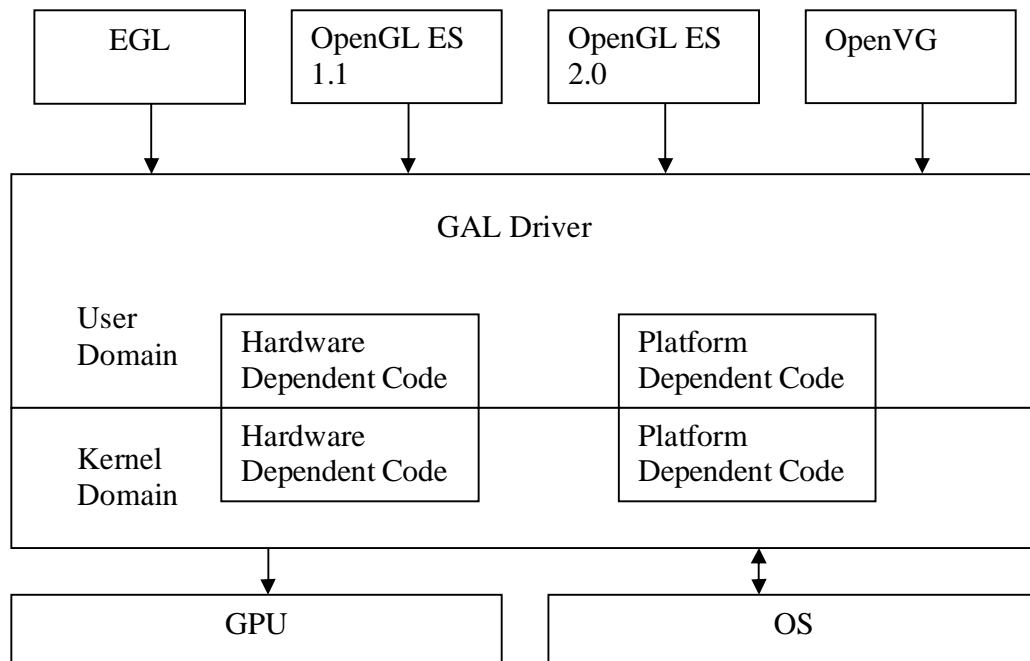 EGL
OpenGL ES
1.1
OpenGL ES
2.0
OpenVG
GAL Driver
User
Domain
Hardware
Dependent Code
Platform
Dependent Code
Kernel
Domain
Hardware
Dependent Code
Platform
Dependent Code
GPU
OS